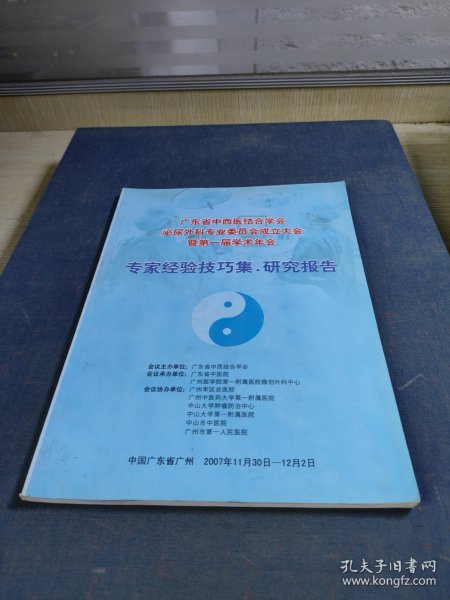 广东省中西医结合学会
泌尿外科专业委员会成立大会
暨第一届学术年会
专家经验技巧集.研究报告
会议主办单位：广东省中西结合学会
会议承办单位：广东省中医院
广州医学院第一附属医院微创外科中心
会议协办单位：广州军区总医院
广州中医药大学第一附属医院
中山大学肿瘤防治中心
中山大学第一附属医院
中山市中医院
广州市第一人民医院
中国广东省广州 2007年11月30日—12月2日
孔夫子旧书网
www.kongfz.com